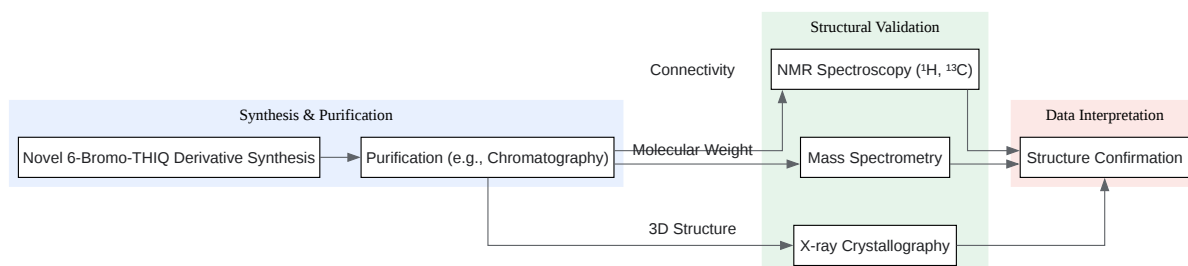 Structural Validation
Connectivity
NMR Spectroscopy (¹H, ¹³C)
Synthesis & Purification
Data Interpretation
Novel 6-Bromo-THIQ Derivative Synthesis
Purification (e.g., Chromatography)
Molecular Weight
Mass Spectrometry
Structure Confirmation
3D Structure
X-ray Crystallography